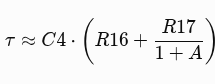 τ ≈ C4 · (R16 + R17 / (1 + A))